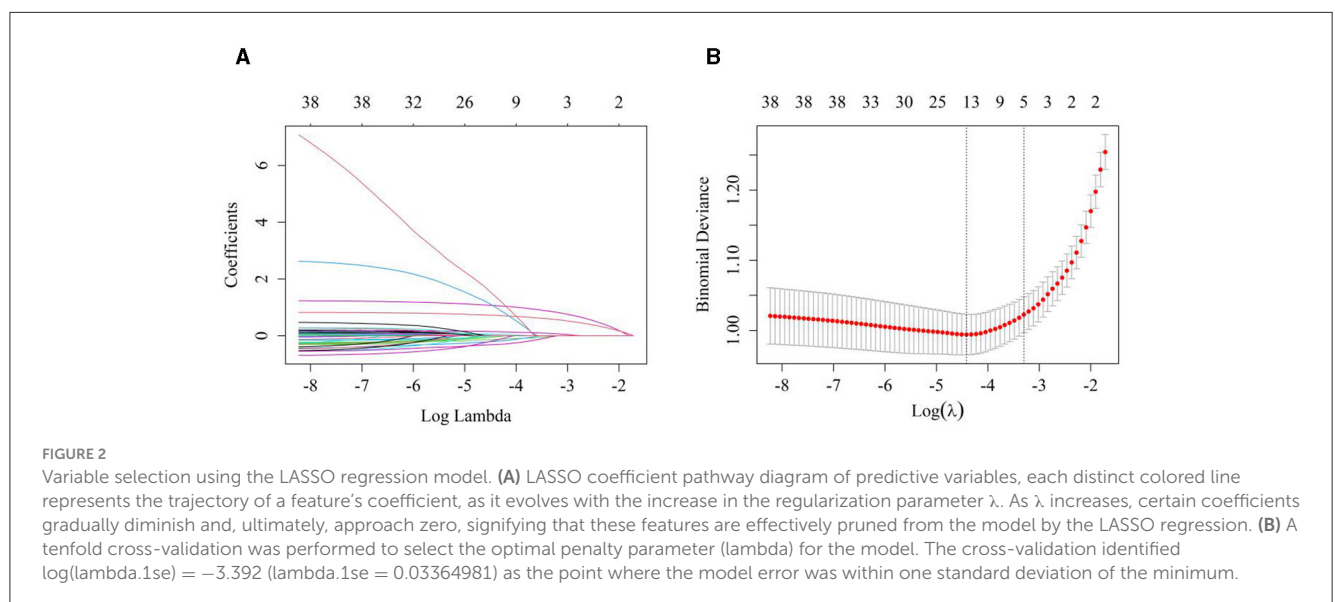 A
B
38 38 32 26 9 3 2
38 38 38 33 30 25 13 9 5 3 2 2
6
4
2
0
Coefficients
-8 -7 -6 -5 -4 -3 -2
Log Lambda
1.20
1.10
1.00
Binomial Deviance
-8 -7 -6 -5 -4 -3 -2
Log(λ)
FIGURE 2
Variable selection using the LASSO regression model. (A) LASSO coefficient pathway diagram of predictive variables, each distinct colored line
represents the trajectory of a feature's coefficient, as it evolves with the increase in the regularization parameter λ. As λ increases, certain coefficients
gradually diminish and, ultimately, approach zero, signifying that these features are effectively pruned from the model by the LASSO regression. (B) A
tenfold cross-validation was performed to select the optimal penalty parameter (lambda) for the model. The cross-validation identified
log(lambda.1se) = −3.392 (lambda.1se = 0.03364981) as the point where the model error was within one standard deviation of the minimum.